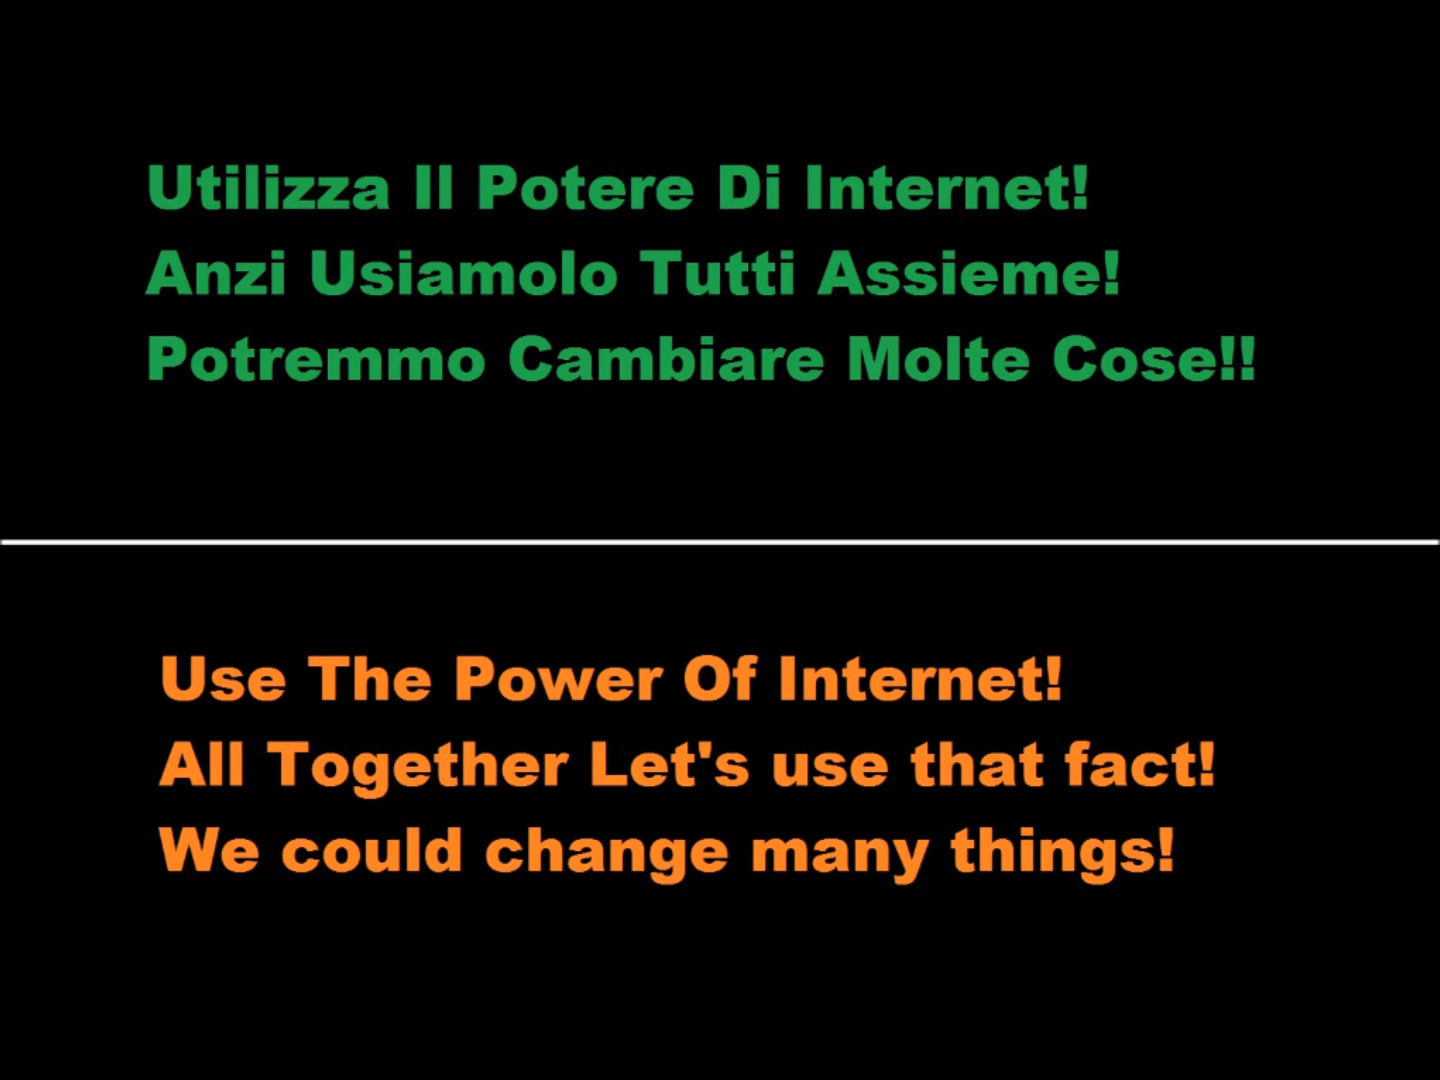 Utilizza Il Potere Di Internet!
Anzi Usiamolo Tutti Assieme!
Potremmo Cambiare Molte Cose!!
Use The Power Of Internet!
All Together Let's use that fact!
We could change many things!